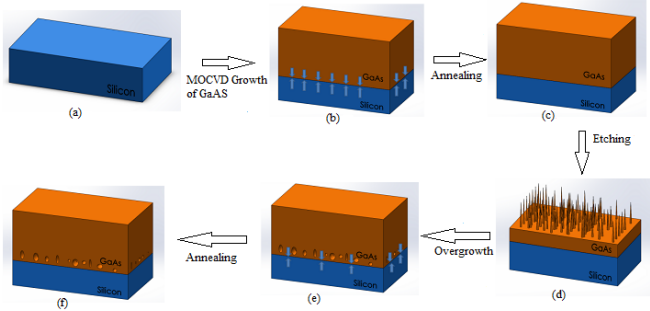 Silicon
(a)
MOCVD Growth
of GaAS
GaAs
Silicon
(b)
Annealing
GaAs
Silicon
(c)
Etching
GaAs
Silicon
(d)
Overgrowth
GaAs
Silicon
(e)
Annealing
GaAs
Silicon
(f)